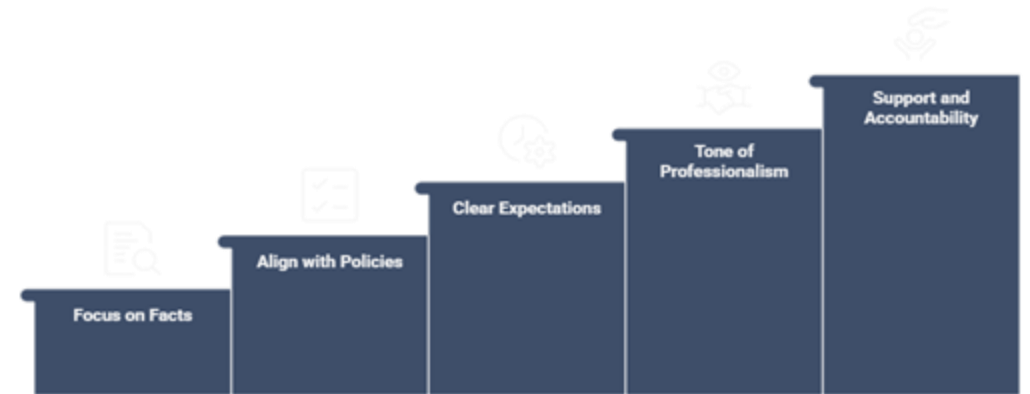 Focus on Facts
Align with Policies
Clear Expectations
Tone of
Professionalism
Support and
Accountability